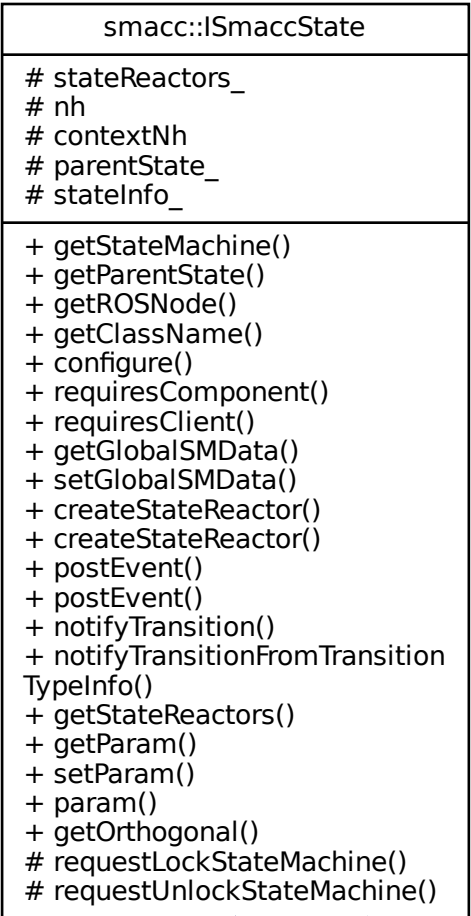 smacc::ISmaccState
# stateReactors_
# nh
# contextNh
# parentState_
# stateInfo_
+ getStateMachine()
+ getParentState()
+ getROSNode()
+ getClassName()
+ configure()
+ requiresComponent()
+ requiresClient()
+ getGlobalSMData()
+ setGlobalSMData()
+ createStateReactor()
+ createStateReactor()
+ postEvent()
+ postEvent()
+ notifyTransition()
+ notifyTransitionFromTransition
TypeInfo()
+ getStateReactors()
+ getParam()
+ setParam()
+ param()
+ getOrthogonal()
# requestLockStateMachine()
# requestUnlockStateMachine()